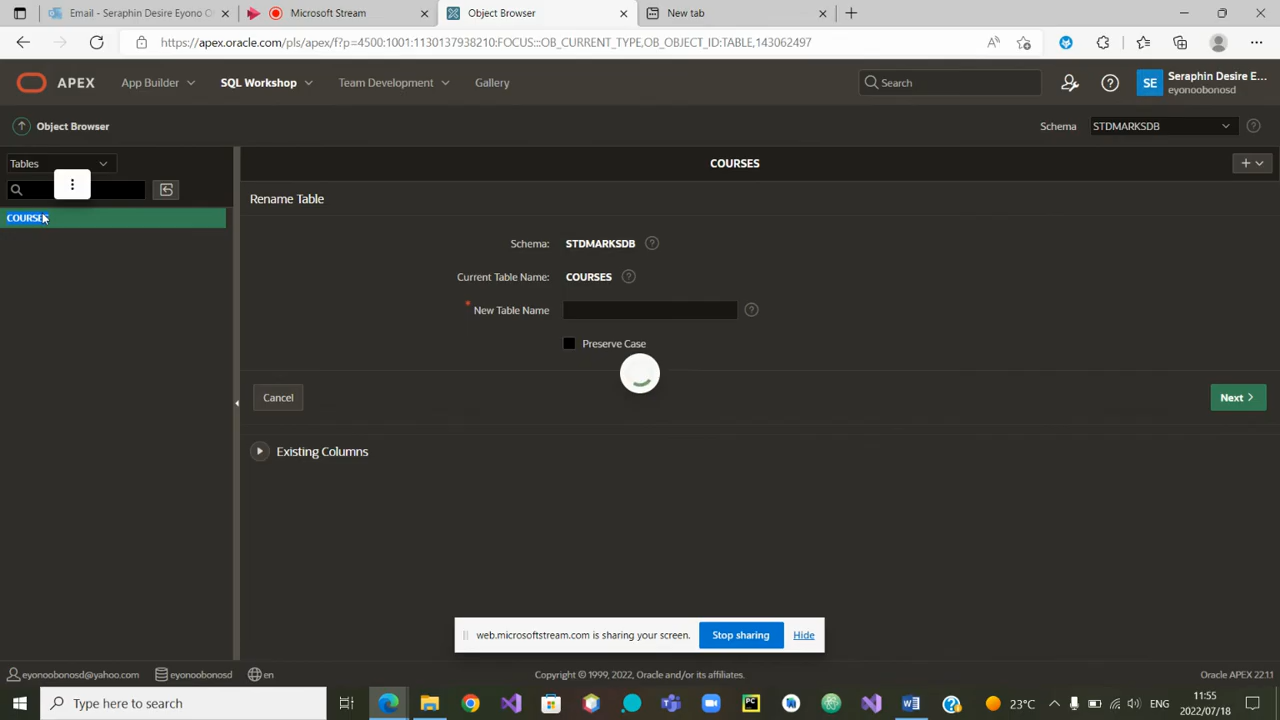 Email - Seraphin Desire Eyono O
Microsoft Stream
Object Browser
New tab
https://apex.oracle.com/pls/apex/f?p=4500:1001:1130137938210:FOCUS:::OB_CURRENT_TYPE,OB_OBJECT_ID:TABLE,143062497
APEX
App Builder
SQL Workshop
Team Development
Gallery
Search
SE
Seraphin Desire E...
eyonoobonosd
Object Browser
Schema
STDMARKSDB
Tables
COURSES
COURSES
Rename Table
Schema:
STDMARKSDB
Current Table Name:
COURSES
* New Table Name
Preserve Case
Cancel
Next
Existing Columns
web.microsoftstream.com is sharing your screen.
Stop sharing
Hide
eyonoobonosd@yahoo.com
eyonoobonosd
en
Copyright © 1999, 2022, Oracle and/or its affiliates.
Oracle APEX 22.1.1
Type here to search
PC
23°C
ENG
11:55
2022/07/18